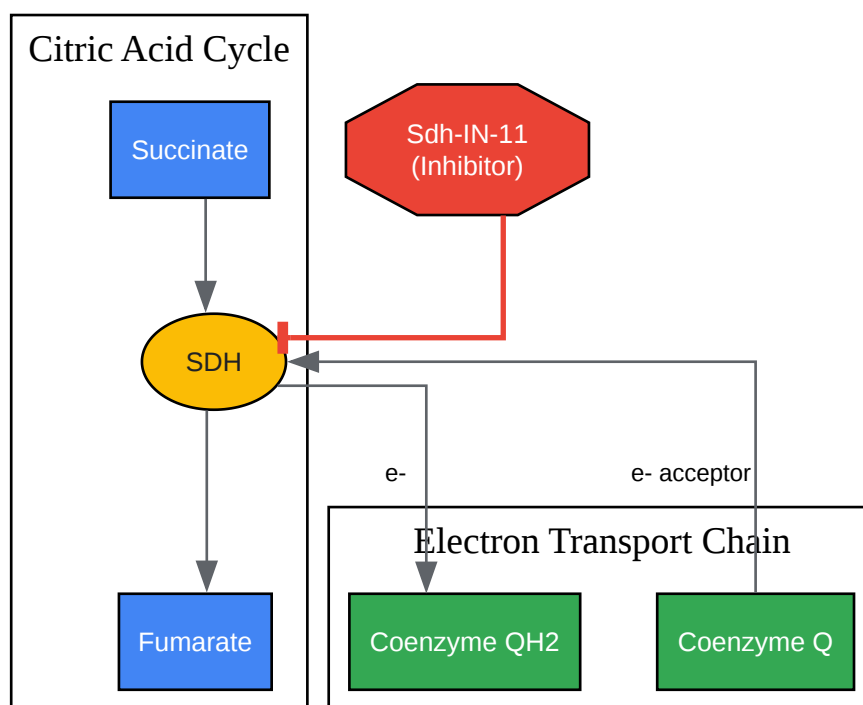 Citric Acid Cycle
Succinate
Sdh-IN-11
(Inhibitor)
SDH
e-
e- acceptor
Electron Transport Chain
Fumarate
Coenzyme QH2
Coenzyme Q